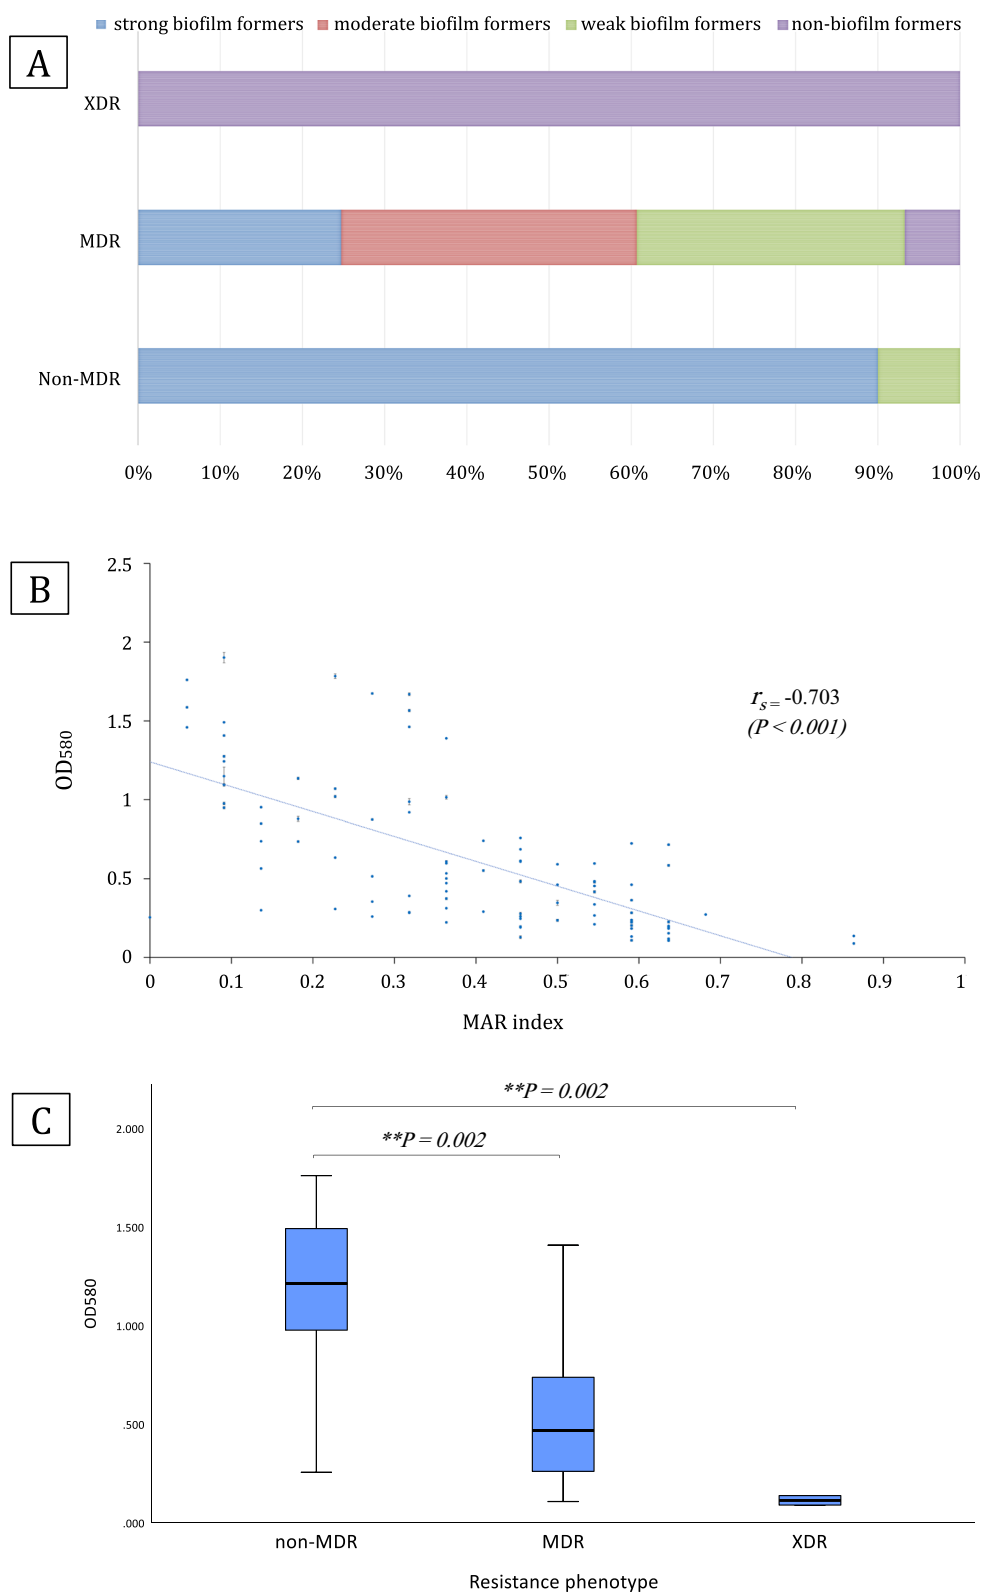 strong biofilm formers moderate biofilm formers weak biofilm formers non-biofilm formers
A
XDR
MDR
Non-MDR
0% 10% 20% 30% 40% 50% 60% 70% 80% 90% 100%
B
2.5
2
1.5
1
0.5
0
OD580
rs= -0.703
(P < 0.001)
0 0.1 0.2 0.3 0.4 0.5 0.6 0.7 0.8 0.9 1
MAR index
C
**P = 0.002
**P = 0.002
2.000
1.500
1.000
.500
.000
OD580
non-MDR MDR XDR
Resistance phenotype